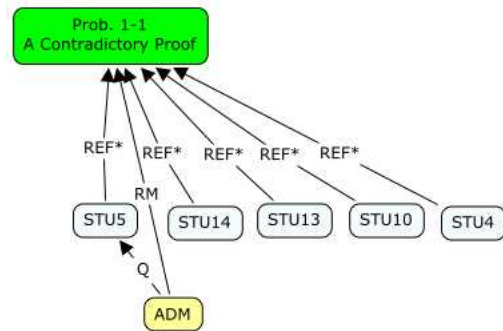 Prob. 1-1
A Contradictory Proof
REF*
REF*
REF*
REF*
REF*
RM
STU5
STU14
STU13
STU10
STU4
Q
ADM